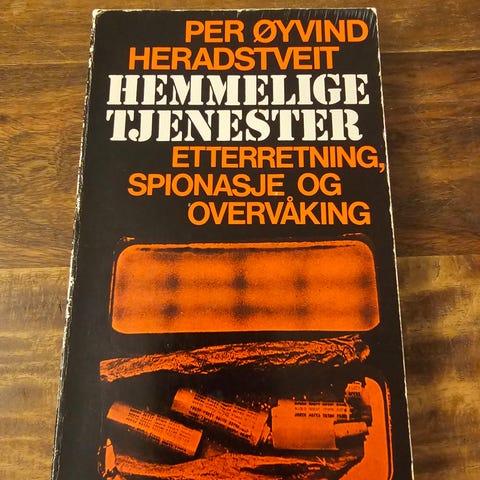 PER ØYVIND
HERADSTVEIT
HEMMELIGE
TJENESTER
ETTERRETNING,
SPIONASJE OG
OVERVÅKING